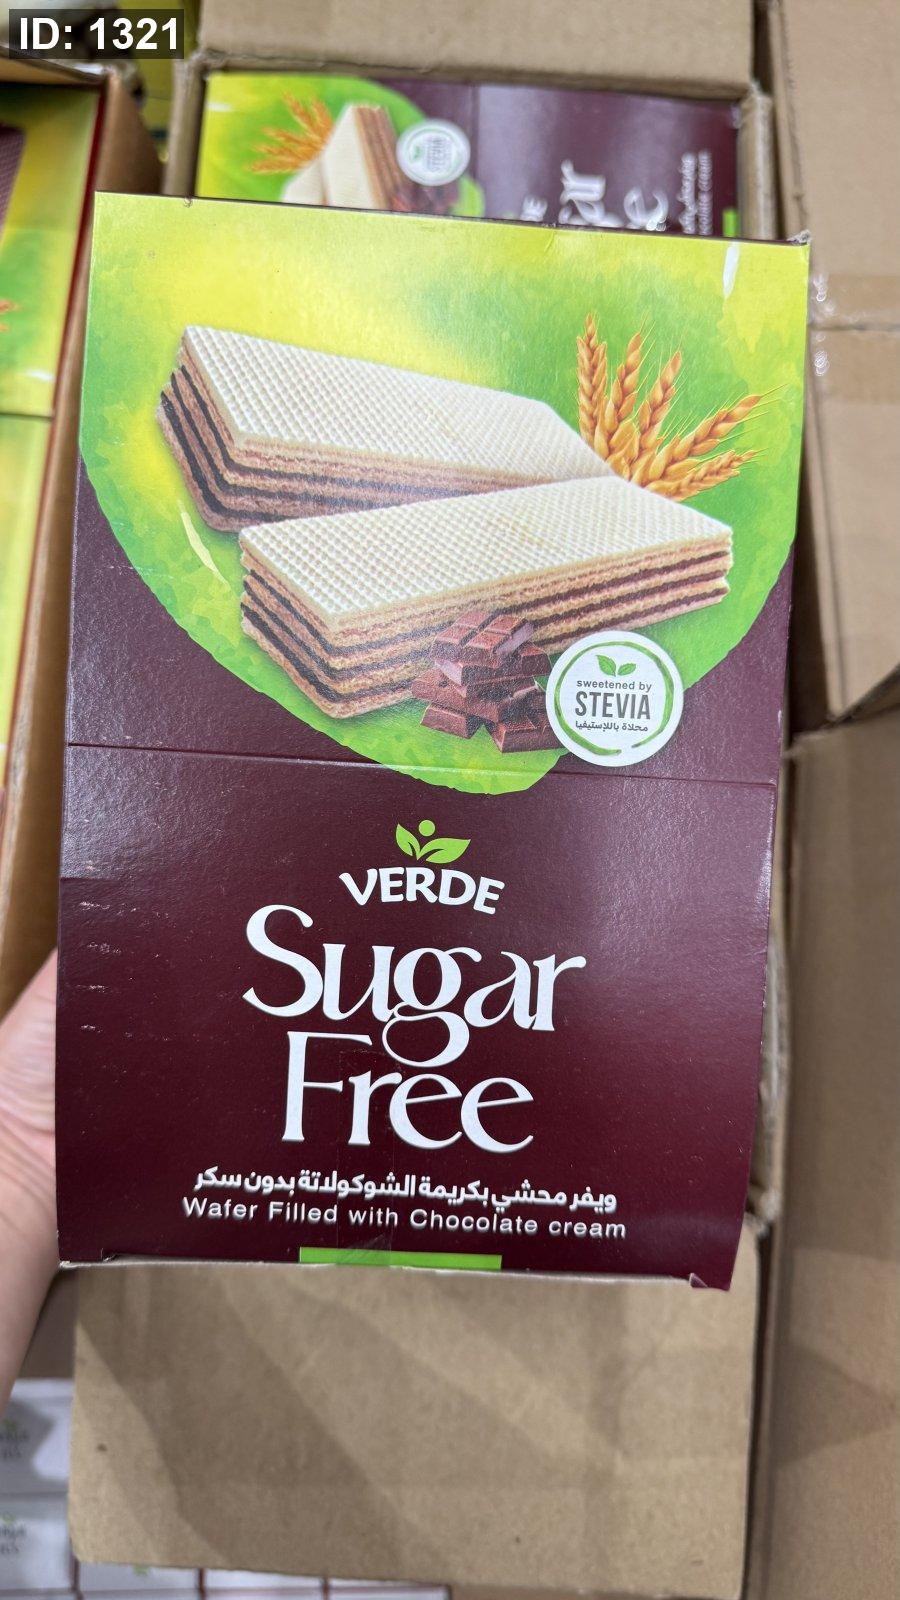 ID: 1321
sweetened by
STEVIA
محلاة باللإستيفيا
VERDE
Sugar
Free
ويفر محشي بكريمة الشوكولاتة بدون سكر
Wafer Filled with Chocolate cream